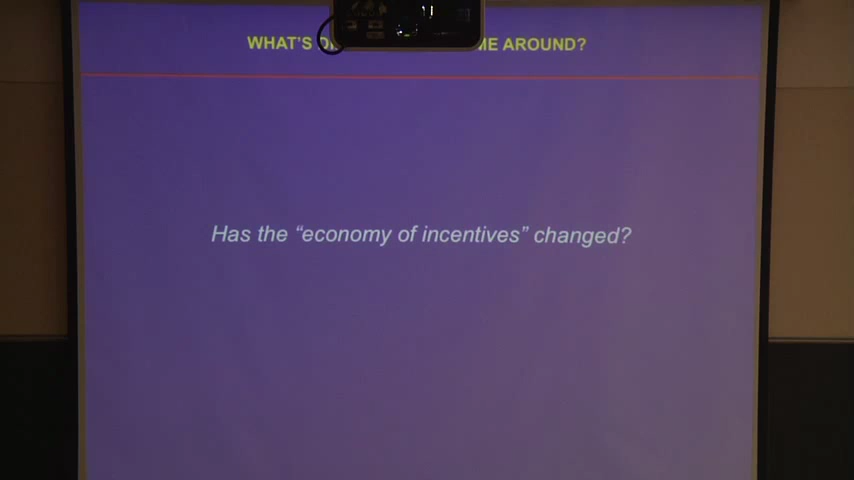 WHAT'S ME AROUND?
Has the “economy of incentives” changed?